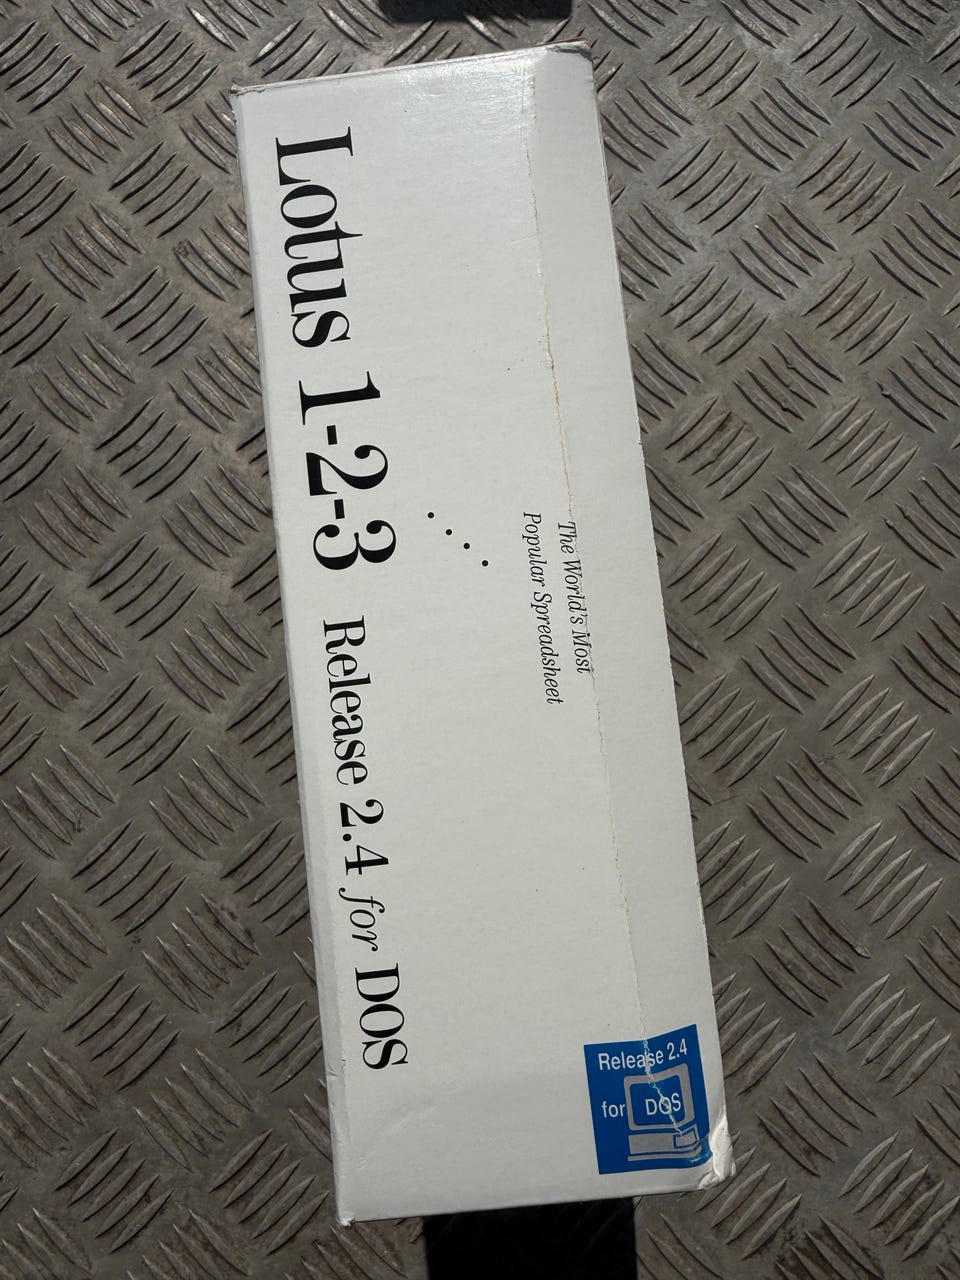 The World's Most
Popular Spreadsheet
Lotus 1-2-3 Release 2.4 for DOS
Release 2.4
for DOS